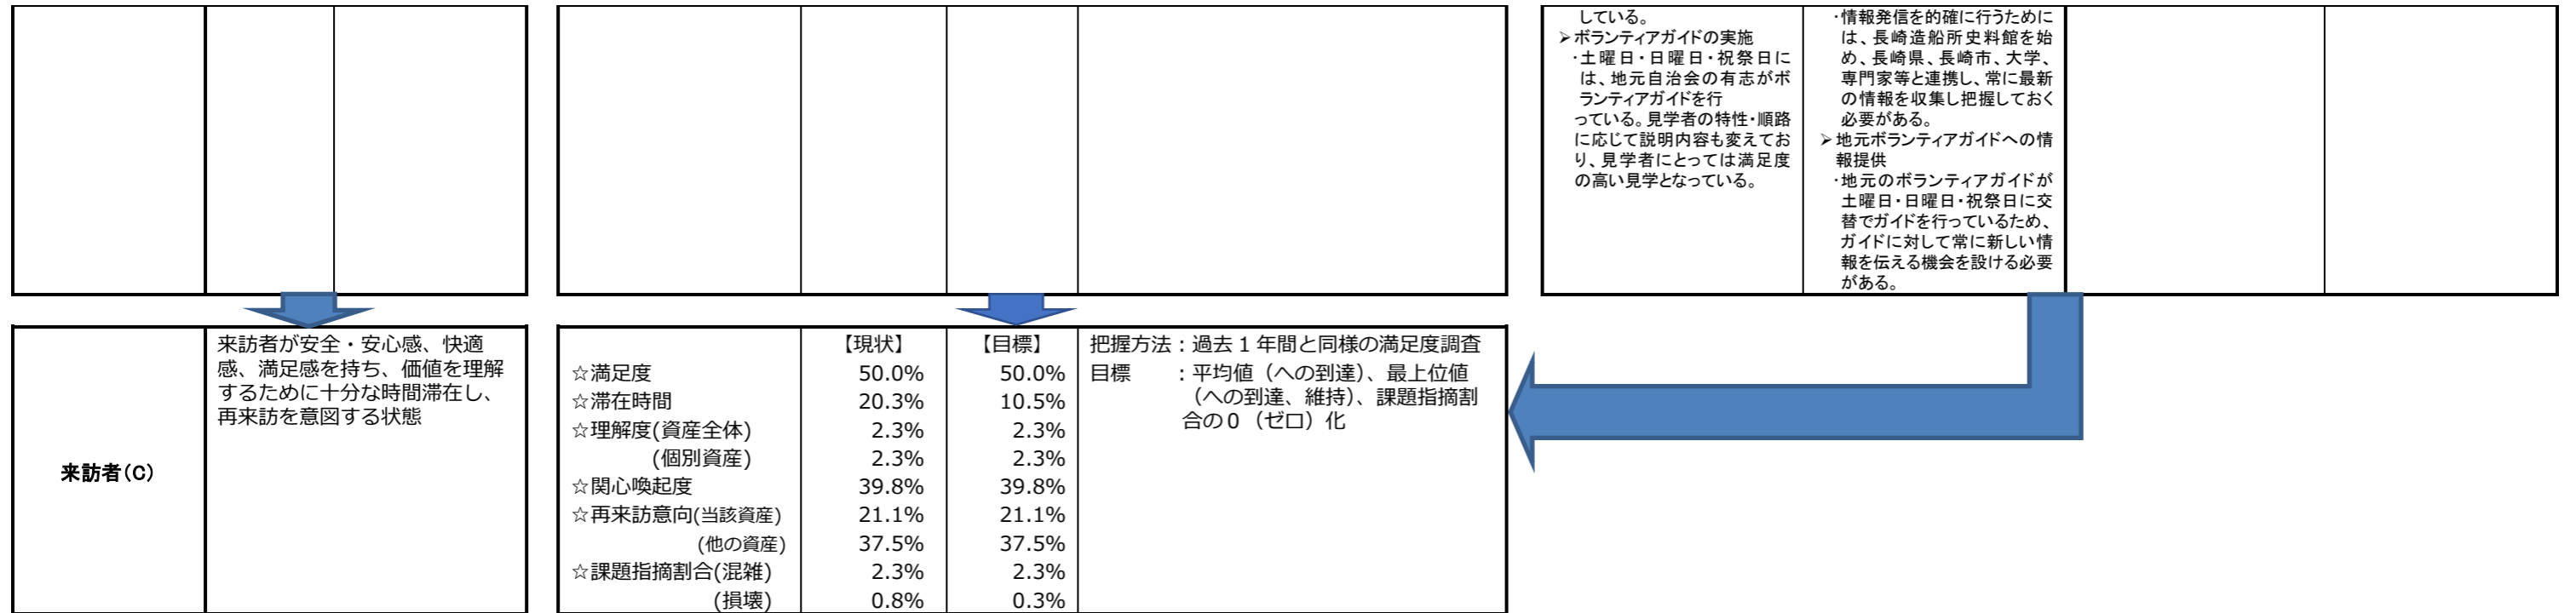 している。
➢ボランティアガイドの実施
・土曜日・日曜日・祝祭日に
は、地元自治会の有志がボ
ランティアガイドを行
っている。見学者の特性・順路
に応じて説明内容も変えてお
り、見学者にとっては満足度
の高い見学となっている。
・情報発信を的確に行うために
は、長崎造船所史料館を始
め、長崎県、長崎市、大学、
専門家等と連携し、常に最新
の情報を収集し把握しておく
必要がある。
➢地元ボランティアガイドへの情
報提供
・地元のボランティアガイドが
土曜日・日曜日・祝祭日に交
替でガイドを行っているため、
ガイドに対して常に新しい情
報を伝える機会を設ける必要
がある。
来訪者(C)
来訪者が安全・安心感、快適
感、満足感を持ち、価値を理解
するために十分な時間滞在し、
再来訪を意図する状態
【現状】 【目標】
☆満足度 50.0% 50.0%
☆滞在時間 20.3% 10.5%
☆理解度(資産全体) 2.3% 2.3%
(個別資産) 2.3% 2.3%
☆関心喚起度 39.8% 39.8%
☆再来訪意向(当該資産) 21.1% 21.1%
(他の資産) 37.5% 37.5%
☆課題指摘割合(混雑) 2.3% 2.3%
(損壊) 0.8% 0.3%
把握方法：過去１年間と同様の満足度調査
目標　　：平均値（への到達）、最上位値
（への到達、維持）、課題指摘割
合の０（ゼロ）化